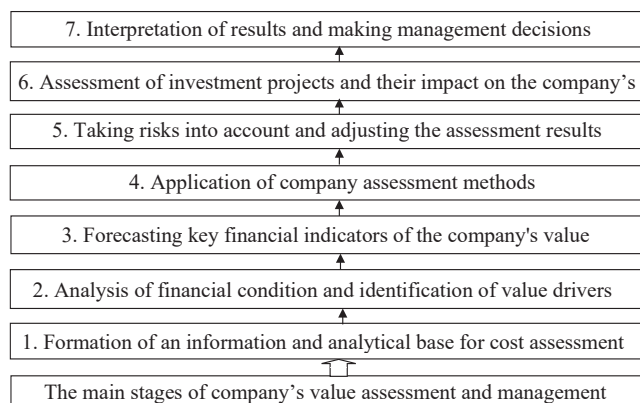 7. Interpretation of results and making management decisions
6. Assessment of investment projects and their impact on the company's
5. Taking risks into account and adjusting the assessment results
4. Application of company assessment methods
3. Forecasting key financial indicators of the company's value
2. Analysis of financial condition and identification of value drivers
1. Formation of an information and analytical base for cost assessment
The main stages of company's value assessment and management